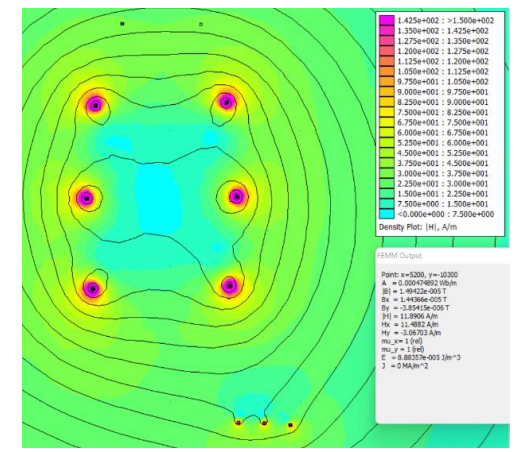 1.425e+002 : >1.500e+002
1.350e+002 : 1.425e+002
1.275e+002 : 1.350e+002
1.200e+002 : 1.275e+002
1.125e+002 : 1.200e+002
1.050e+002 : 1.125e+002
9.750e+001 : 1.050e+002
9.000e+001 : 9.750e+001
8.250e+001 : 9.000e+001
7.500e+001 : 8.250e+001
6.750e+001 : 7.500e+001
6.000e+001 : 6.750e+001
5.250e+001 : 6.000e+001
4.500e+001 : 5.250e+001
3.750e+001 : 4.500e+001
3.000e+001 : 3.750e+001
2.250e+001 : 3.000e+001
1.500e+001 : 2.250e+001
7.500e+000 : 1.500e+001
<0.000e+000 : 7.500e+000
Density Plot: |H|, A/m
FEMM Output
Point: x=5200, y=-10300
A = 0.000474892 Wb/m
|B| = 1.49422e-005 T
Bx = 1.44366e-005 T
By = -3.85415e-006 T
|H| = 11.8906 A/m
Hx = 11.4882 A/m
Hy = -3.06703 A/m
mu_x= 1 (rel)
mu_y = 1 (rel)
E = 8.88357e-005 J/m^3
J = 0 MA/m^2